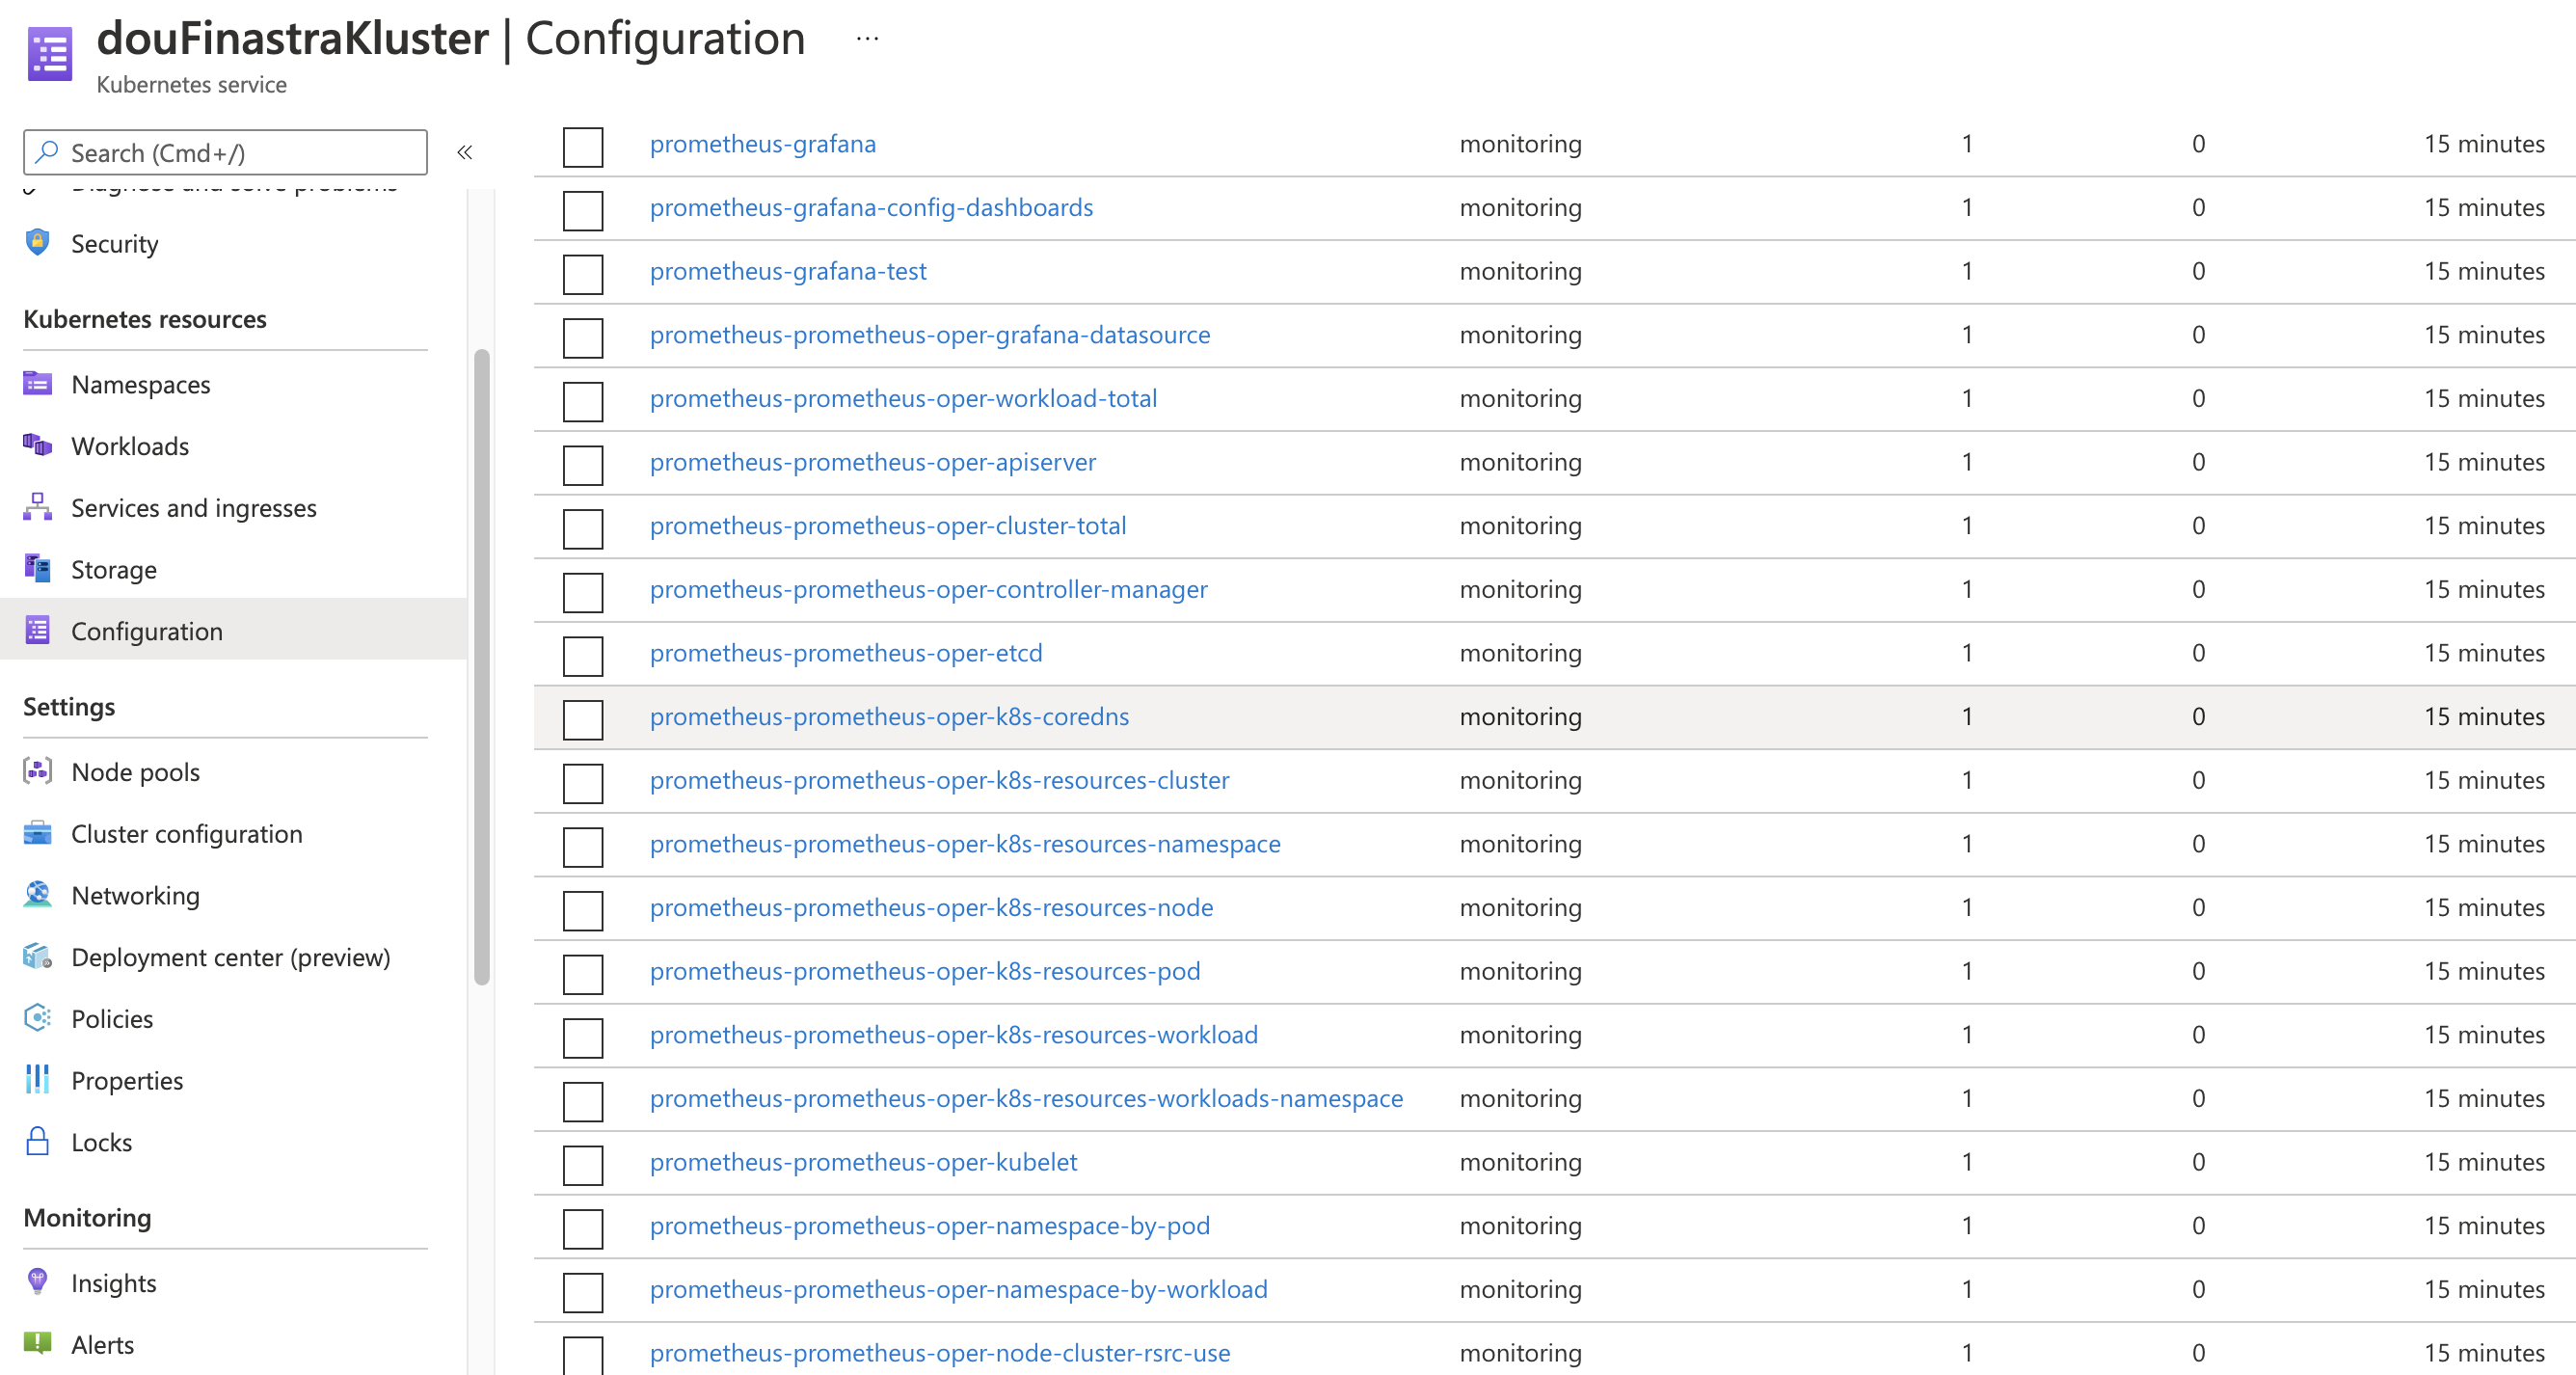 douFinastraKluster | Configuration ...
Kubernetes service
Search (Cmd+/)
«
Diagnose and solve problems
Security
Kubernetes resources
Namespaces
Workloads
Services and ingresses
Storage
Configuration
Settings
Node pools
Cluster configuration
Networking
Deployment center (preview)
Policies
Properties
Locks
Monitoring
Insights
Alerts
prometheus-grafana monitoring 1 0 15 minutes
prometheus-grafana-config-dashboards monitoring 1 0 15 minutes
prometheus-grafana-test monitoring 1 0 15 minutes
prometheus-prometheus-oper-grafana-datasource monitoring 1 0 15 minutes
prometheus-prometheus-oper-workload-total monitoring 1 0 15 minutes
prometheus-prometheus-oper-apiserver monitoring 1 0 15 minutes
prometheus-prometheus-oper-cluster-total monitoring 1 0 15 minutes
prometheus-prometheus-oper-controller-manager monitoring 1 0 15 minutes
prometheus-prometheus-oper-etcd monitoring 1 0 15 minutes
prometheus-prometheus-oper-k8s-coredns monitoring 1 0 15 minutes
prometheus-prometheus-oper-k8s-resources-cluster monitoring 1 0 15 minutes
prometheus-prometheus-oper-k8s-resources-namespace monitoring 1 0 15 minutes
prometheus-prometheus-oper-k8s-resources-node monitoring 1 0 15 minutes
prometheus-prometheus-oper-k8s-resources-pod monitoring 1 0 15 minutes
prometheus-prometheus-oper-k8s-resources-workload monitoring 1 0 15 minutes
prometheus-prometheus-oper-k8s-resources-workloads-namespace monitoring 1 0 15 minutes
prometheus-prometheus-oper-kubelet monitoring 1 0 15 minutes
prometheus-prometheus-oper-namespace-by-pod monitoring 1 0 15 minutes
prometheus-prometheus-oper-namespace-by-workload monitoring 1 0 15 minutes
prometheus-prometheus-oper-node-cluster-rsrc-use monitoring 1 0 15 minutes